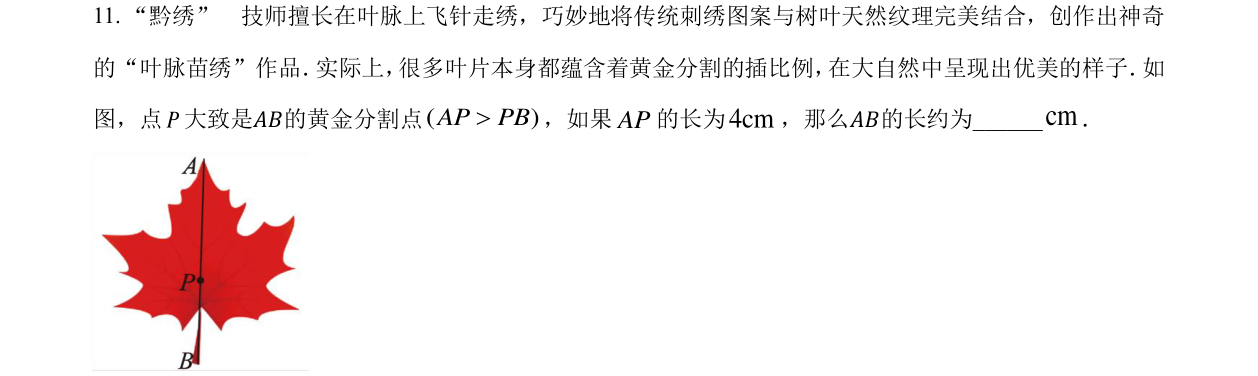 11. “黔绣” 技师擅长在叶脉上飞针走绣，巧妙地将传统刺绣图案与树叶天然纹理完美结合，创作出神奇
的“叶脉苗绣”作品. 实际上, 很多叶片本身都蕴含着黄金分割的插比例, 在大自然中呈现出优美的样子. 如
图，点 P 大致是AB的黄金分割点(AP > PB)，如果 AP 的长为4cm，那么AB的长约为______cm.
A
P
B